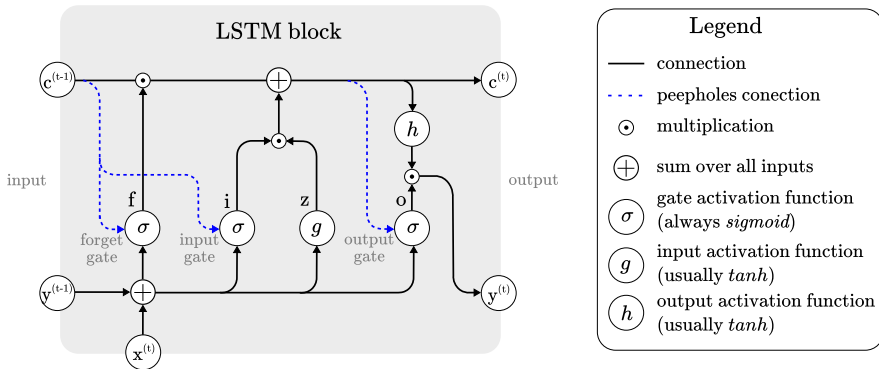 LSTM block
c(t-1)
c(t)
h
input
output
f
i
z
o
σ
σ
g
σ
forget
gate
input
gate
output
gate
y(t-1)
y(t)
x(t)
Legend
connection
peepholes conection
multiplication
sum over all inputs
σ gate activation function
(always sigmoid)
g input activation function
(usually tanh)
h output activation function
(usually tanh)